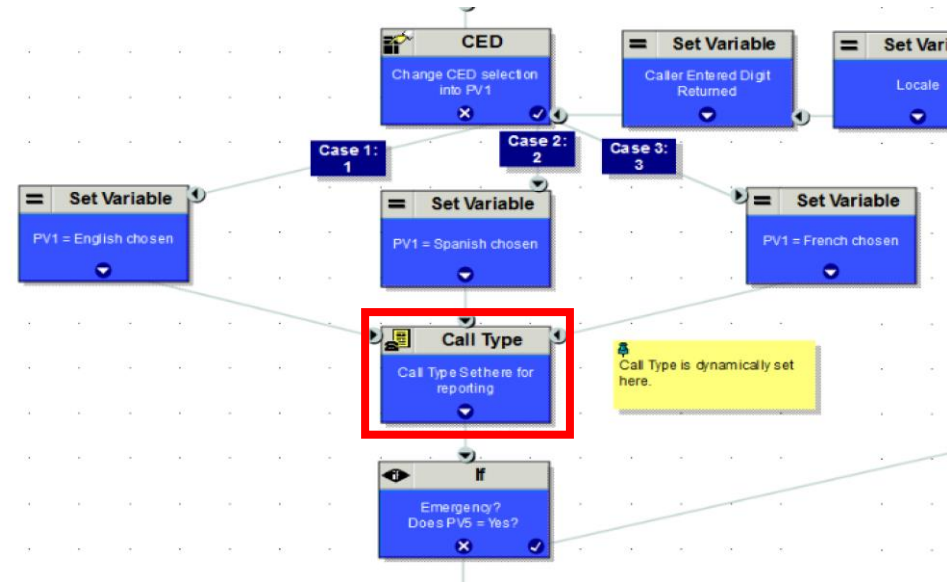 CED
Change CED selection
into PV1
Set Variable
Caller Entered Digit
Returned
Set Vari
Locale
Case 1:
1
Case 2:
2
Case 3:
3
Set Variable
PV1 = English chosen
Set Variable
PV1 = Spanish chosen
Set Variable
PV1 = French chosen
Call Type
Call Type Set here for
reporting
Call Type is dynamically set
here.
If
Emergency?
Does PV5 = Yes?